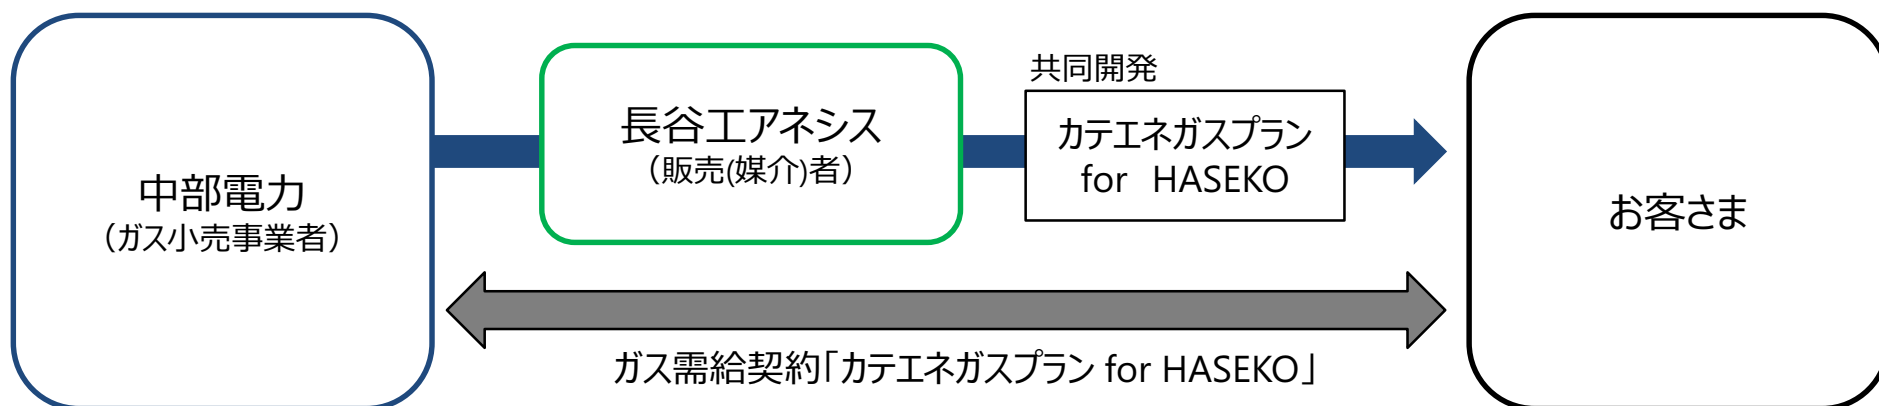 中部電力
（ガス小売事業者）
長谷工アネシス
（販売(媒介)者）
共同開発
カテエネガスプラン
for HASEKO
お客さま
ガス需給契約「カテエネガスプラン for HASEKO」